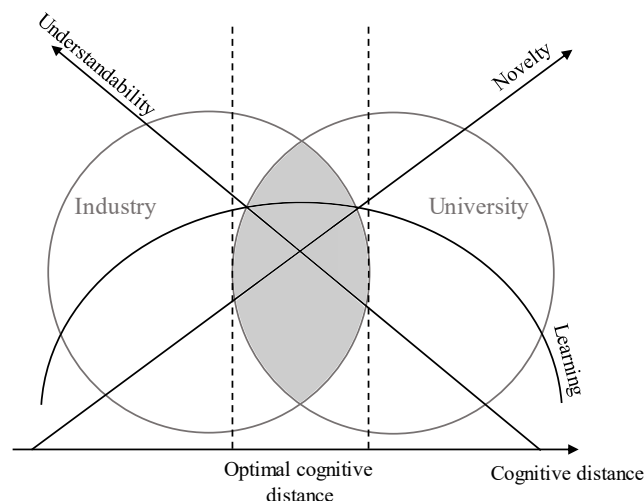 Understandability
Novelty
Industry
University
Learning
Optimal cognitive
distance
Cognitive distance